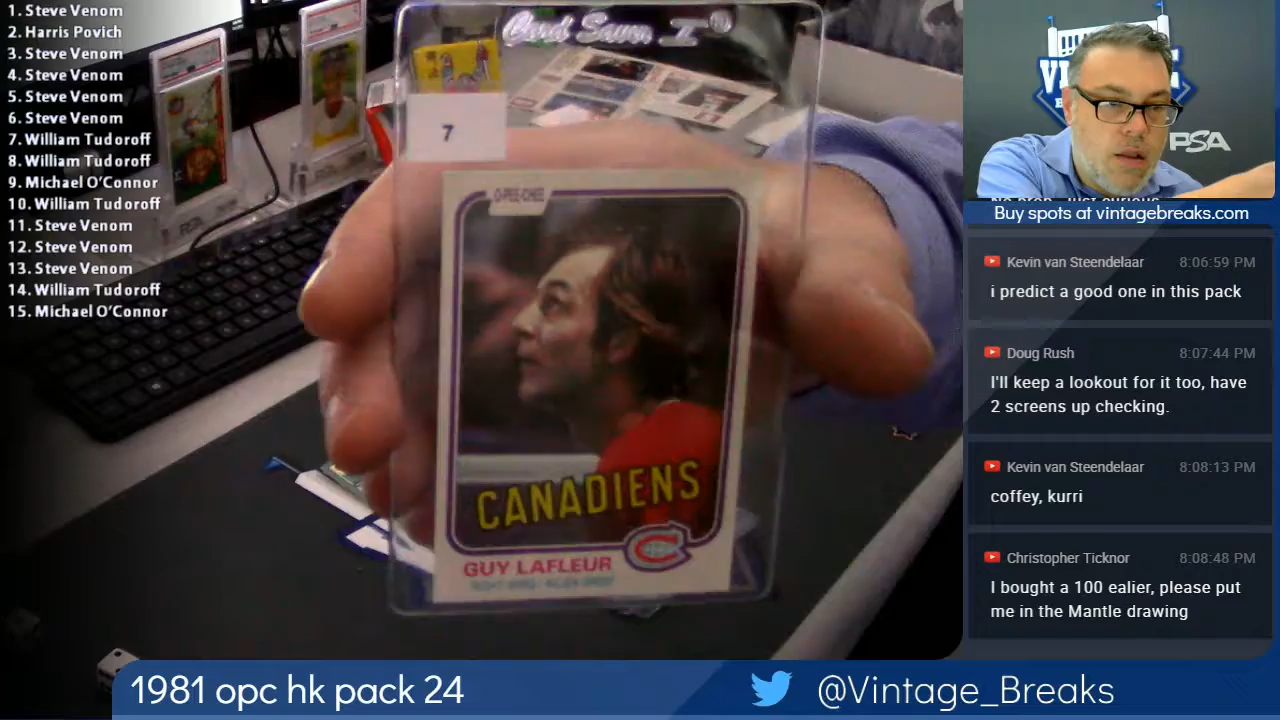 1. Steve Venom
2. Harris Povich
3. Steve Venom
4. Steve Venom
5. Steve Venom
6. Steve Venom
7. William Tudoroff
8. William Tudoroff
9. Michael O'Connor
10. William Tudoroff
11. Steve Venom
12. Steve Venom
13. Steve Venom
14. William Tudoroff
15. Michael O'Connor
Card Saver II®
7
O-PEE-CHEE
CANADIENS
GUY LAFLEUR
PSA
Buy spots at vintagebreaks.com
Kevin van Steendelaar 8:06:59 PM
i predict a good one in this pack
Doug Rush 8:07:44 PM
I'll keep a lookout for it too, have
2 screens up checking.
Kevin van Steendelaar 8:08:13 PM
coffey, kurri
Christopher Ticknor 8:08:48 PM
I bought a 100 ealier, please put
me in the Mantle drawing
1981 opc hk pack 24
@Vintage_Breaks